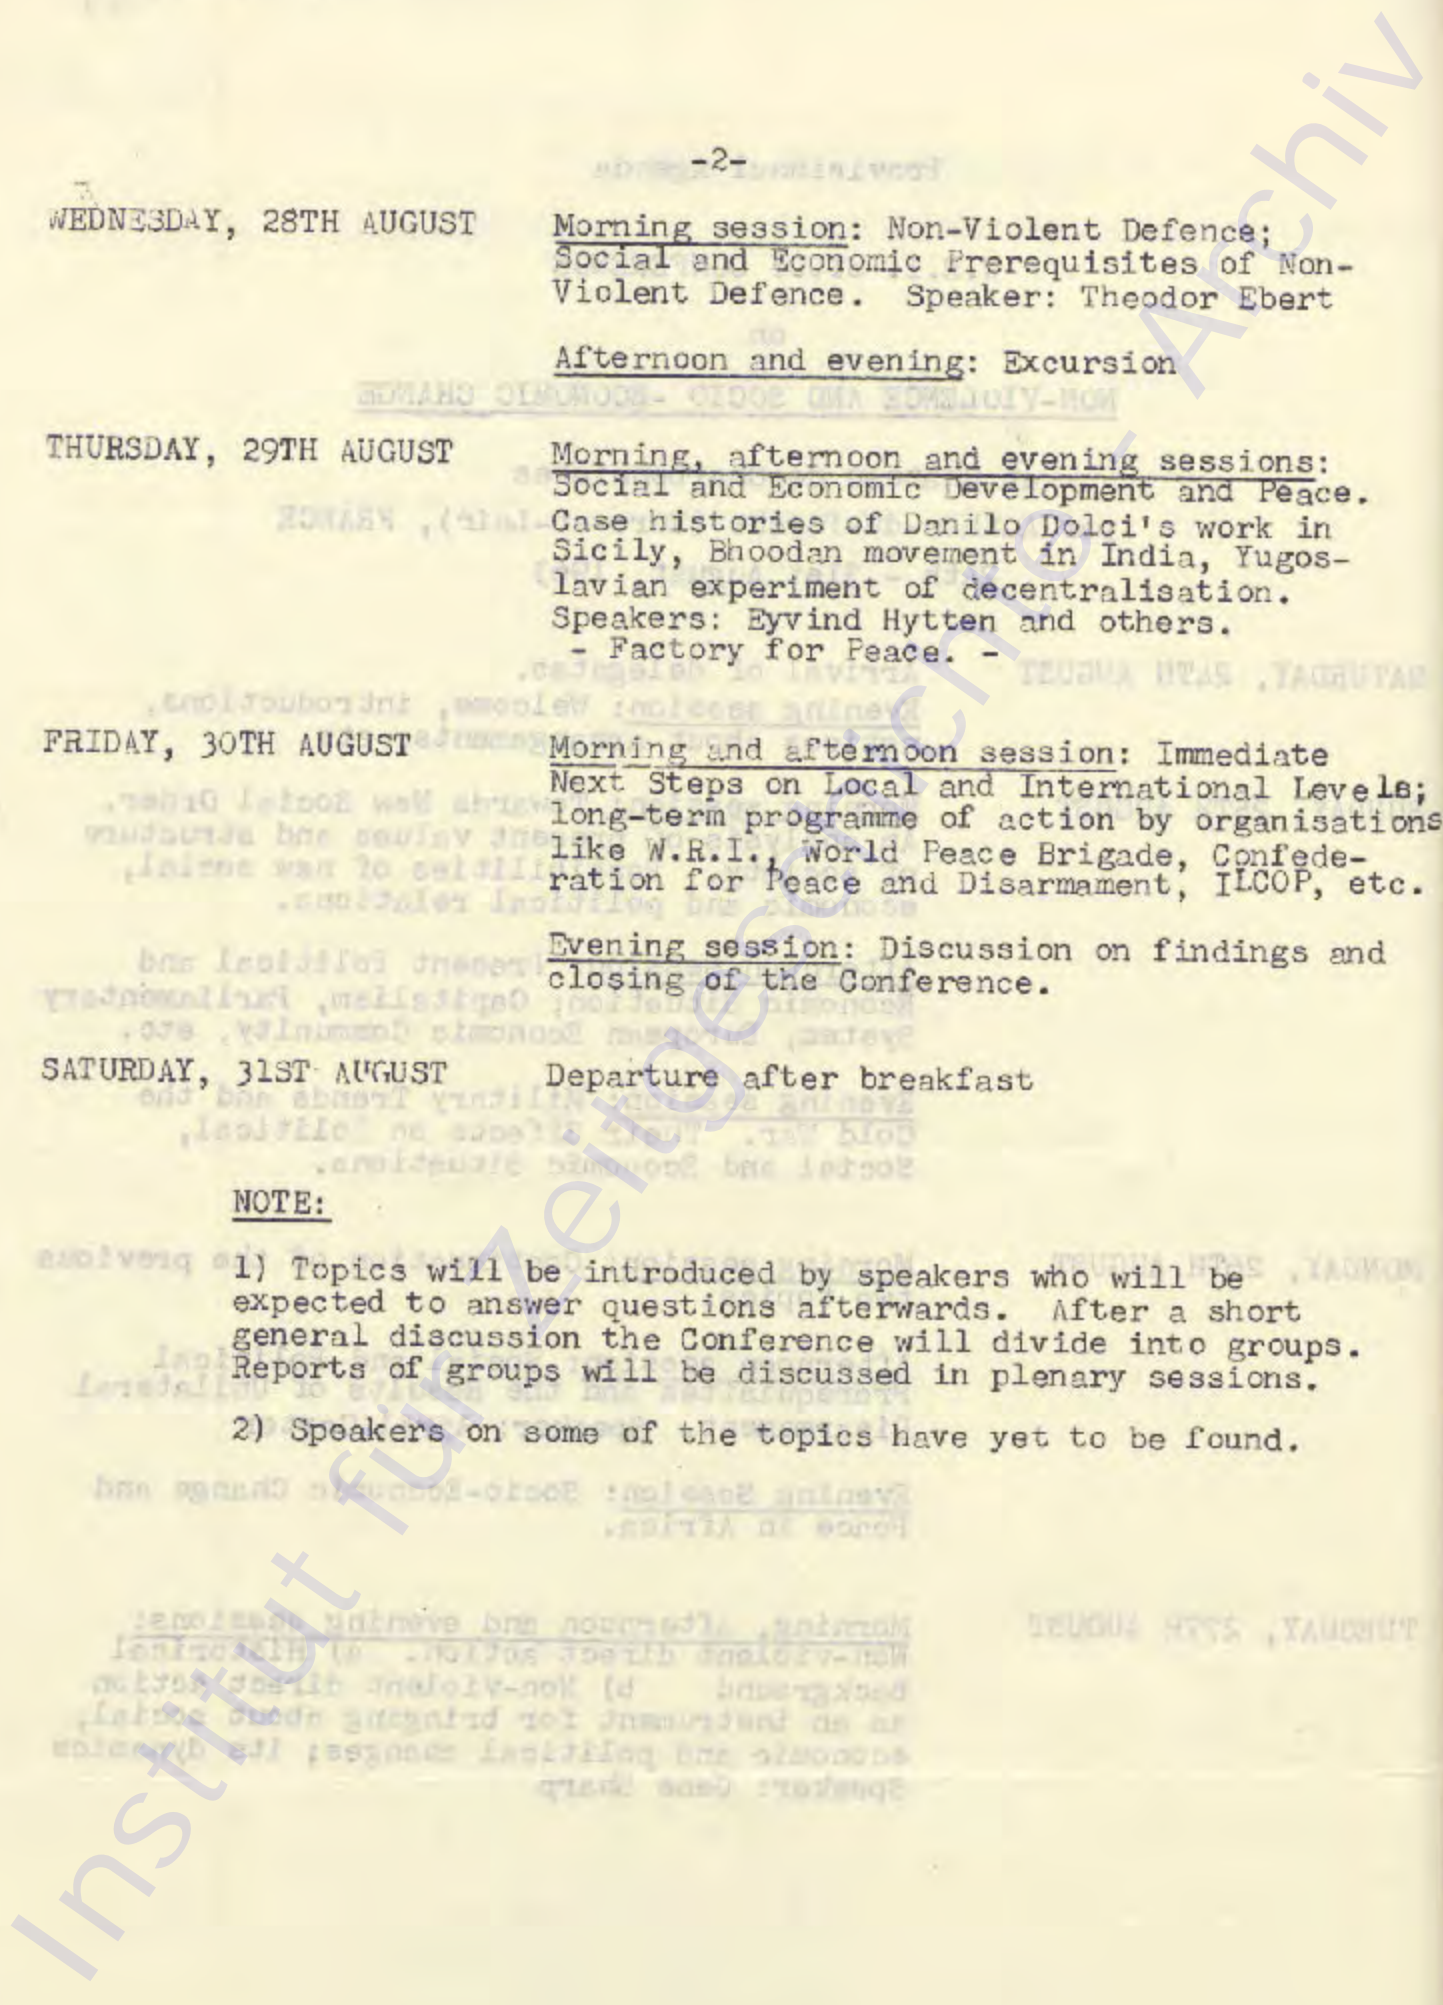 -2-
WEDNESDAY, 28TH AUGUST
Morning session: Non-Violent Defence;
Social and Economic Prerequisites of Non-
Violent Defence. Speaker: Theodor Ebert
Afternoon and evening: Excursion
THURSDAY, 29TH AUGUST
Morning, afternoon and evening sessions:
Social and Economic Development and Peace.
Case histories of Danilo Dolci's work in
Sicily, Bhoodan movement in India, Yugos-
lavian experiment of decentralisation.
Speakers: Eyvind Hytten and others.
- Factory for Peace. -
FRIDAY, 30TH AUGUST
Morning and afternoon session: Immediate
Next Steps on Local and International Levels;
long-term programme of action by organisations
like W.R.I., World Peace Brigade, Confede-
ration for Peace and Disarmament, ILCOP, etc.
Evening session: Discussion on findings and
closing of the Conference.
SATURDAY, 31ST AUGUST
Departure after breakfast
NOTE:
1) Topics will be introduced by speakers who will be
expected to answer questions afterwards. After a short
general discussion the Conference will divide into groups.
Reports of groups will be discussed in plenary sessions.
2) Speakers on some of the topics have yet to be found.
Institut für Zeitgeschichte - Archiv